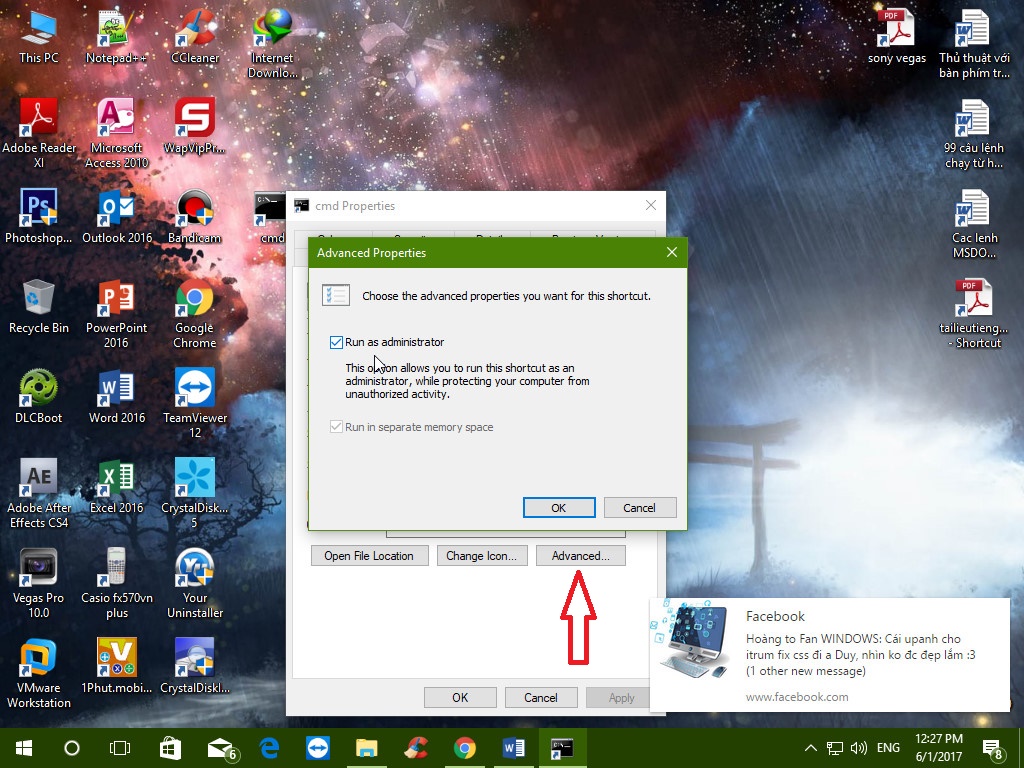 This PC
Notepad++
CCleaner
Internet
Downlo...
sony vegas
Thủ thuật với
bàn phím tr...
Adobe Reader
XI
Microsoft
Access 2010
WapVipPr...
99 câu lệnh
chạy từ h...
Photoshop...
Outlook 2016
Bandicam
cmd
Cac lenh
MSDO...
Recycle Bin
PowerPoint
2016
Google
Chrome
tailieutieng...
- Shortcut
DLCBoot
Word 2016
TeamViewer
12
Adobe After
Effects CS4
Excel 2016
CrystalDisk...
5
Vegas Pro
10.0
Casio fx570vn
plus
Your
Uninstaller
VMware
Workstation
1Phut.mobi...
CrystalDiskI...
cmd Properties
Advanced Properties
Choose the advanced properties you want for this shortcut.
Run as administrator
This option allows you to run this shortcut as an
administrator, while protecting your computer from
unauthorized activity.
Run in separate memory space
OK
Cancel
Open File Location
Change Icon...
Advanced...
OK
Cancel
Apply
Facebook
Hoàng to Fan WINDOWS: Cái upanh cho
itrum fix css đi a Duy, nhìn ko đc đẹp lắm :3
(1 other new message)
www.facebook.com
6
ENG
12:27 PM
6/1/2017
8